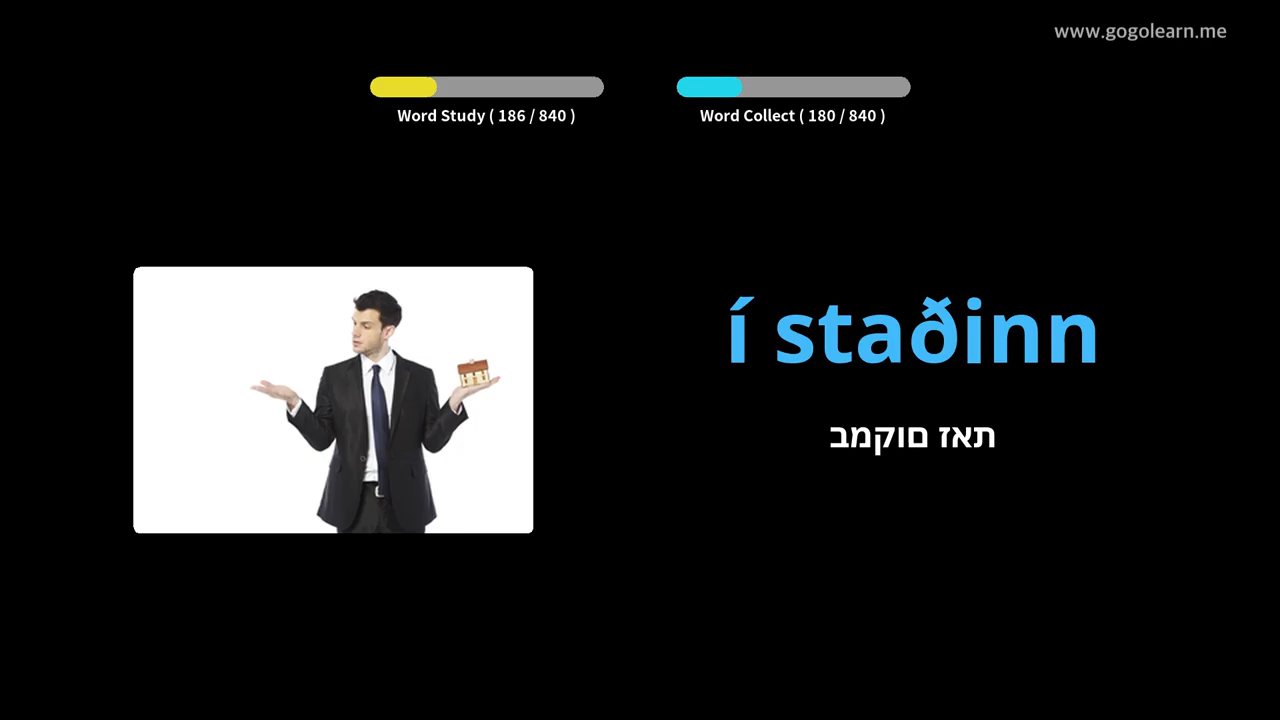 www.gogolearn.me
Word Study ( 186 / 840 )
Word Collect ( 180 / 840 )
í staðinn
תאז םוקמב